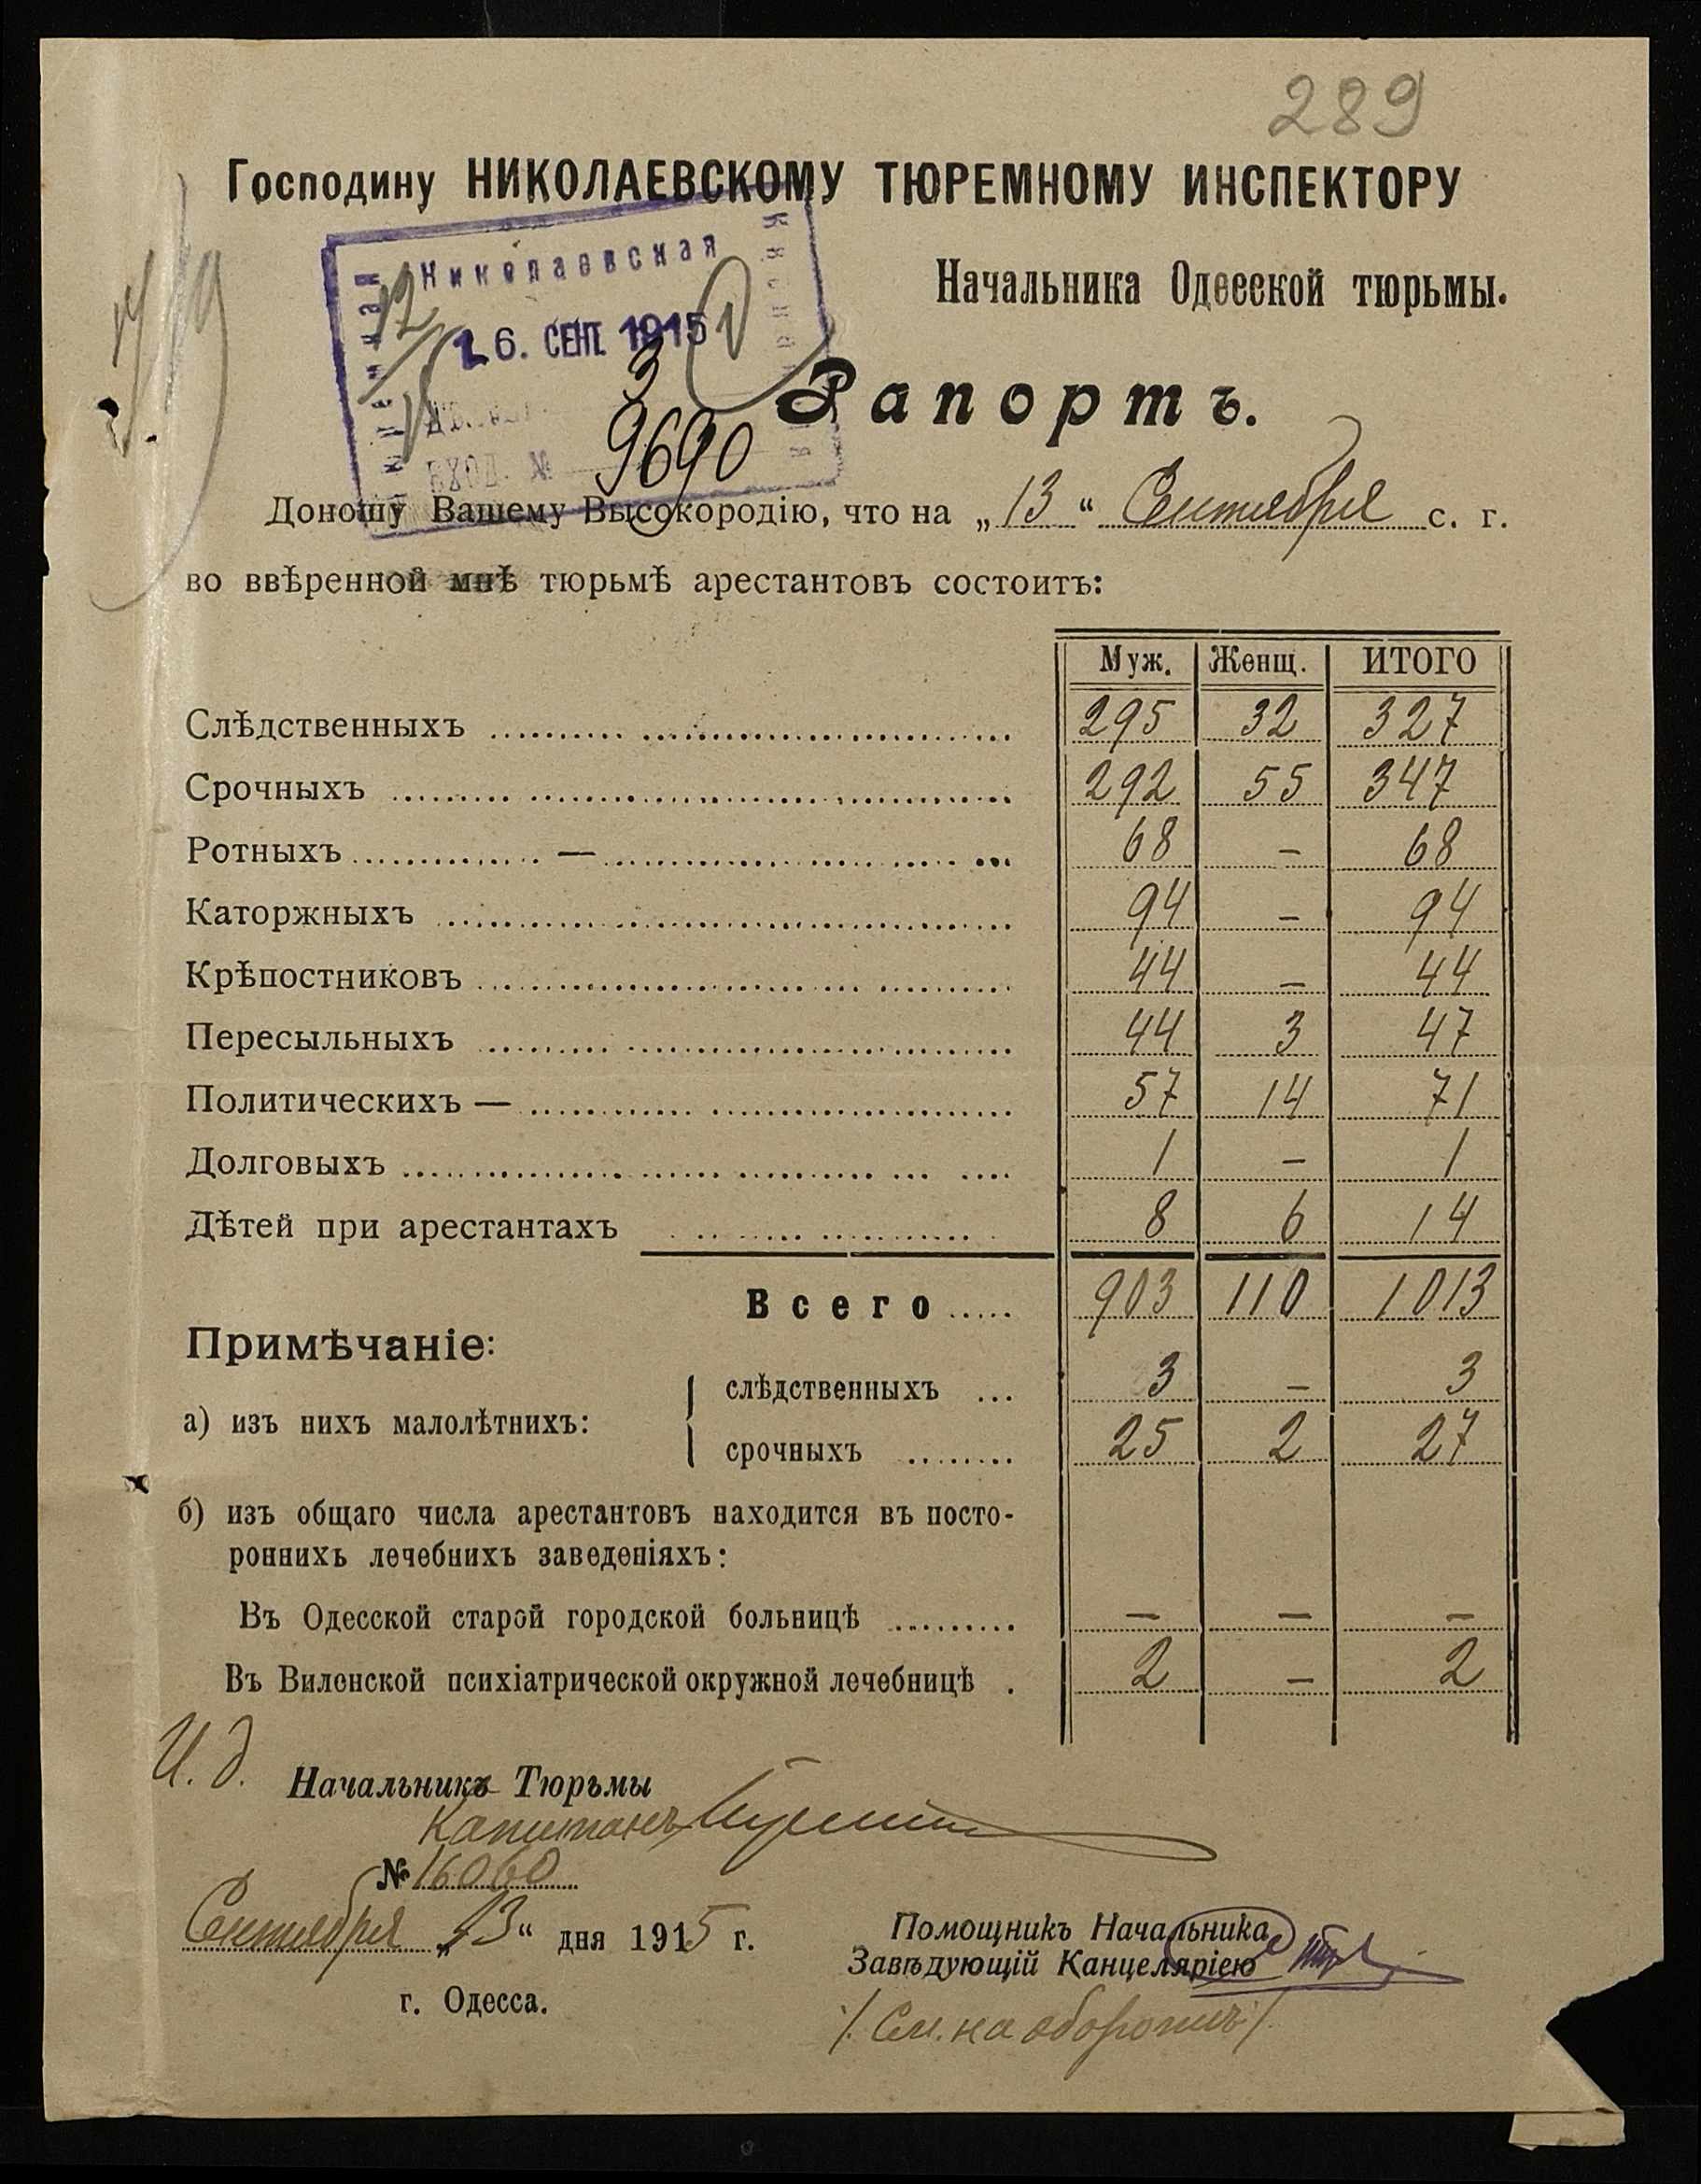 289
Господину НИКОЛАЕВСКОМУ ТЮРЕМНОМУ ИНСПЕКТОРУ
Николаевская
16. СЕНТ. 1915
ВХОД. № 9690
Начальника Одесской тюрьмы.
Рапортъ.
Доношу Вашему Высокородію, что на „13“ Сентября с. г.
во ввѣренной мнѣ тюрьмѣ арестантовъ состоитъ:
Муж. Женщ. ИТОГО
Слѣдственныхъ 295 32 327
Срочныхъ 292 55 347
Ротныхъ — 68 – 68
Каторжныхъ 94 – 94
Крѣпостниковъ 44 – 44
Пересыльныхъ 44 3 47
Политическихъ — 57 14 71
Долговыхъ 1 – 1
Дѣтей при арестантахъ 8 6 14
Всего 903 110 1013
Примѣчаніе:
а) изъ нихъ малолѣтнихъ:
слѣдственныхъ 3 – 3
срочныхъ 25 2 27
б) изъ общаго числа арестантовъ находится въ посто-
роннихъ лечебнихъ заведеніяхъ:
Въ Одесской старой городской больницѣ – – –
Въ Виленской психіатрической окружной лечебницѣ 2 – 2
И. д. Начальника Тюрьмы
Капитанъ
№ 16060
Сентября „13“ дня 1915 г.
г. Одесса.
Помощникъ Начальника
Завѣдующій Канцеляріею
/. См. на оборотѣ ./